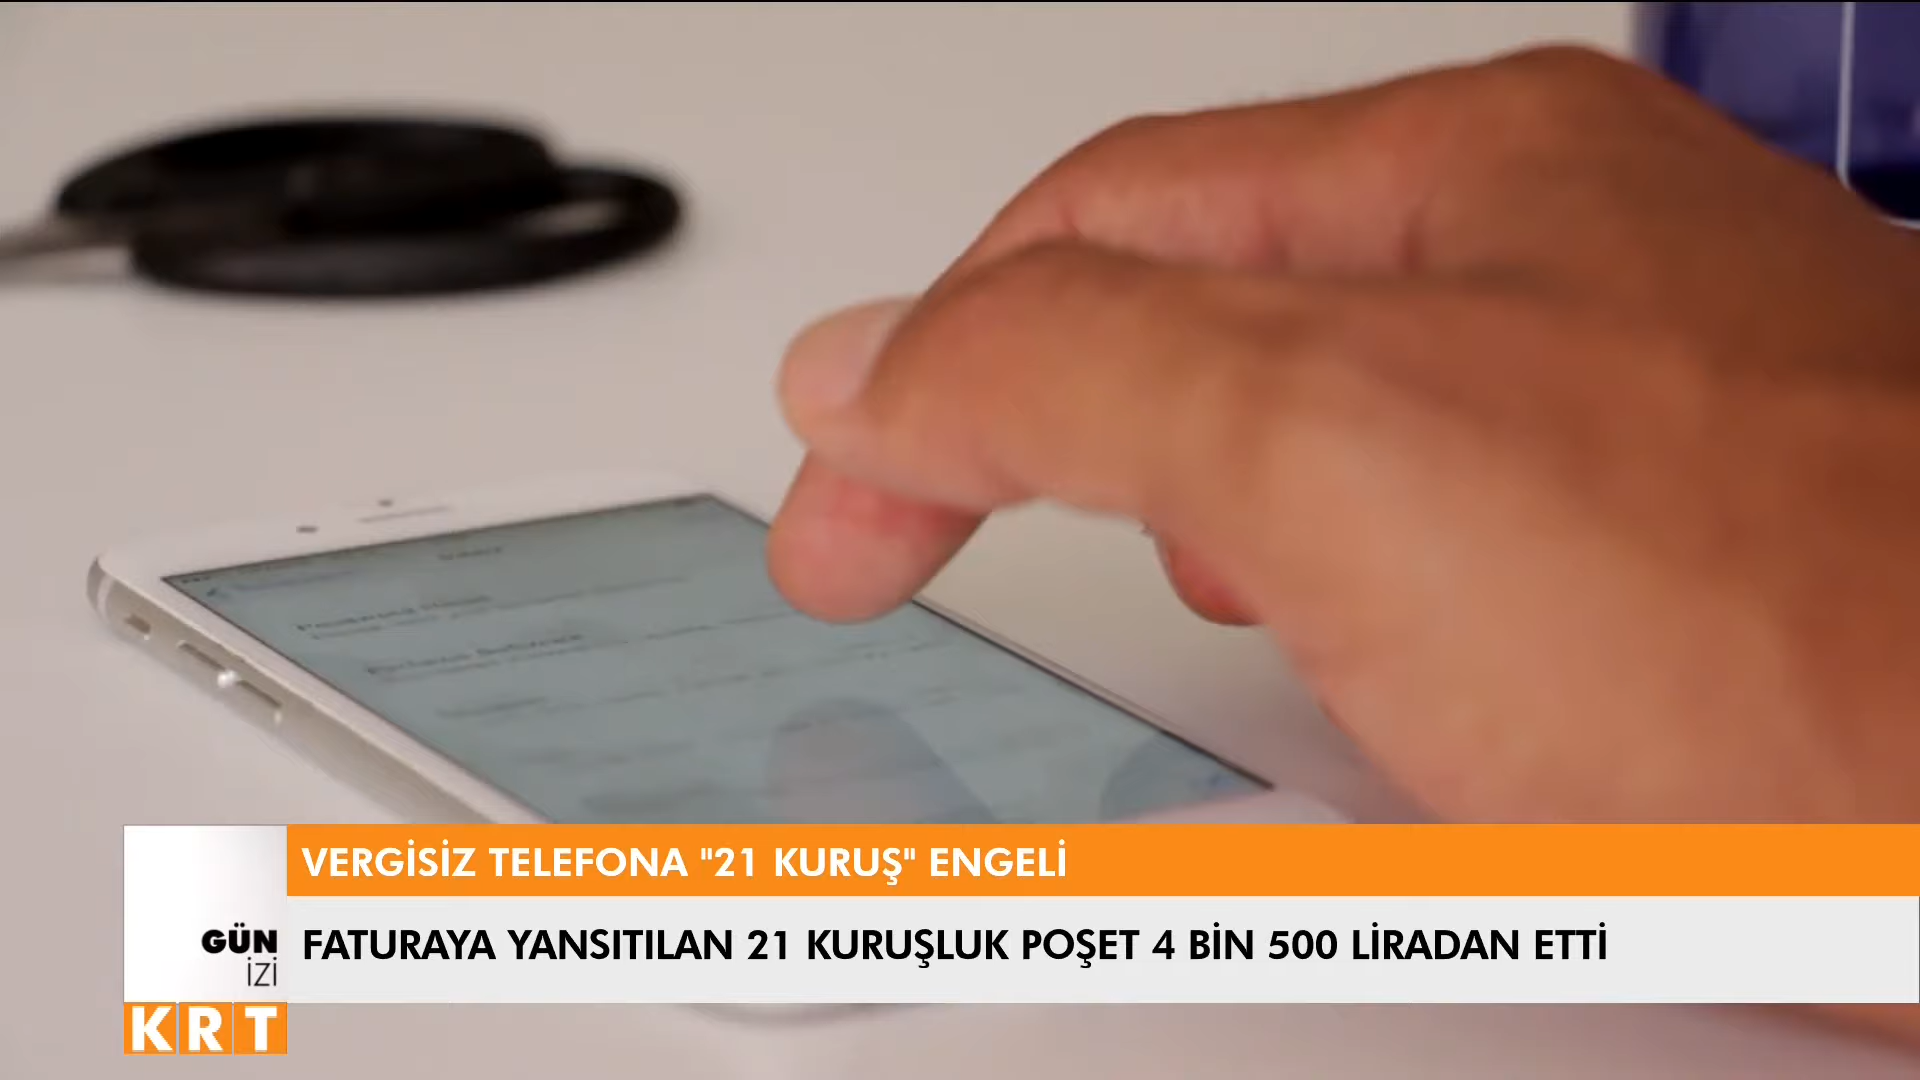 VERGİSİZ TELEFONA "21 KURUŞ" ENGELİ
GÜN
İZİ
FATURAYA YANSITILAN 21 KURUŞLUK POŞET 4 BİN 500 LİRADAN ETTİ
KRT